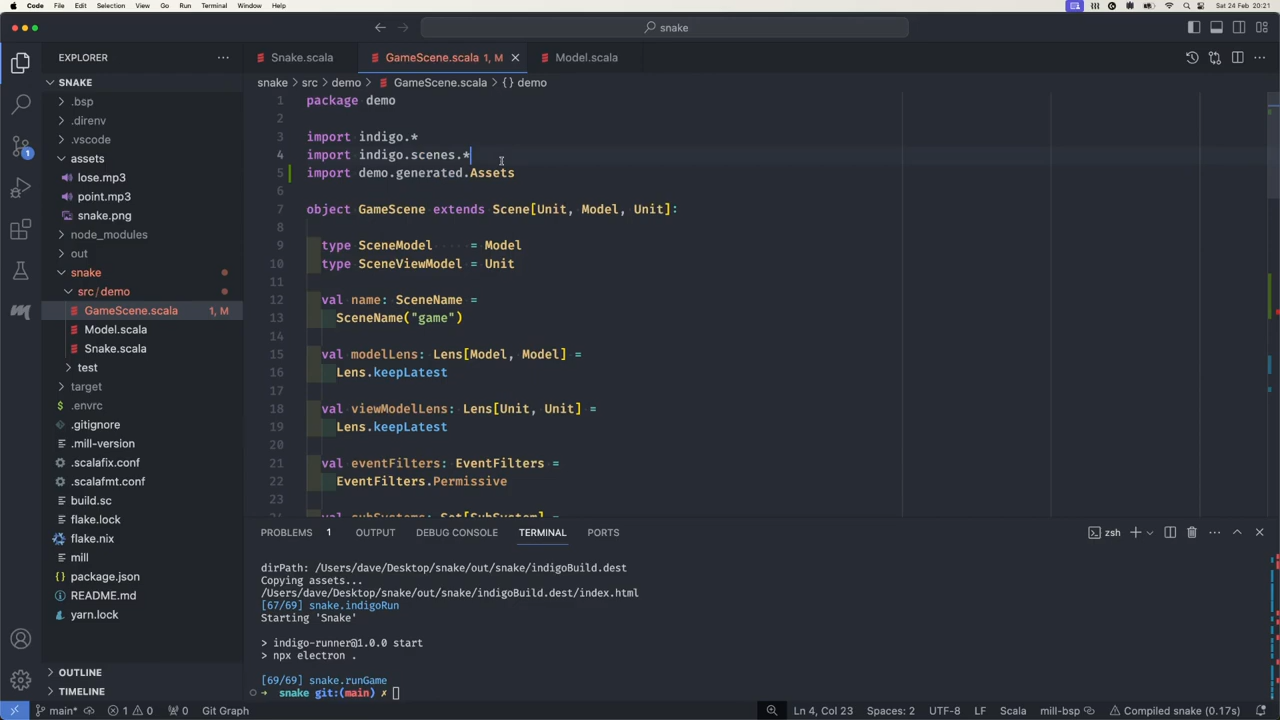 Code File Edit Selection View Go Run Terminal Window Help Sat 24 Feb 20:21
snake
EXPLORER
Snake.scala GameScene.scala 1, M Model.scala
SNAKE
snake > src > demo > GameScene.scala > {} demo
.bsp
.direnv
.vscode
assets
lose.mp3
point.mp3
snake.png
node_modules
out
snake
src/demo
GameScene.scala 1, M
Model.scala
Snake.scala
test
target
.envrc
.gitignore
.mill-version
.scalafix.conf
.scalafmt.conf
build.sc
flake.lock
flake.nix
mill
package.json
README.md
yarn.lock
OUTLINE
TIMELINE
1 package demo
2
3 import indigo.*
4 import indigo.scenes.*
5 import demo.generated.Assets
6
7 object GameScene extends Scene[Unit, Model, Unit]:
8
9 type SceneModel = Model
10 type SceneViewModel = Unit
11
12 val name: SceneName =
13 SceneName("game")
14
15 val modelLens: Lens[Model, Model] =
16 Lens.keepLatest
17
18 val viewModelLens: Lens[Unit, Unit] =
19 Lens.keepLatest
20
21 val eventFilters: EventFilters =
22 EventFilters.Permissive
23
24 val subSystems: Set[SubSystem] =
PROBLEMS 1 OUTPUT DEBUG CONSOLE TERMINAL PORTS zsh
dirPath: /Users/dave/Desktop/snake/out/snake/indigoBuild.dest
Copying assets...
/Users/dave/Desktop/snake/out/snake/indigoBuild.dest/index.html
[67/69] snake.indigoRun
Starting 'Snake'
> indigo-runner@1.0.0 start
> npx electron .
[69/69] snake.runGame
→ snake git:(main) ✗
main* 1 0 0 Git Graph Ln 4, Col 23 Spaces: 2 UTF-8 LF Scala mill-bsp Compiled snake (0.17s)